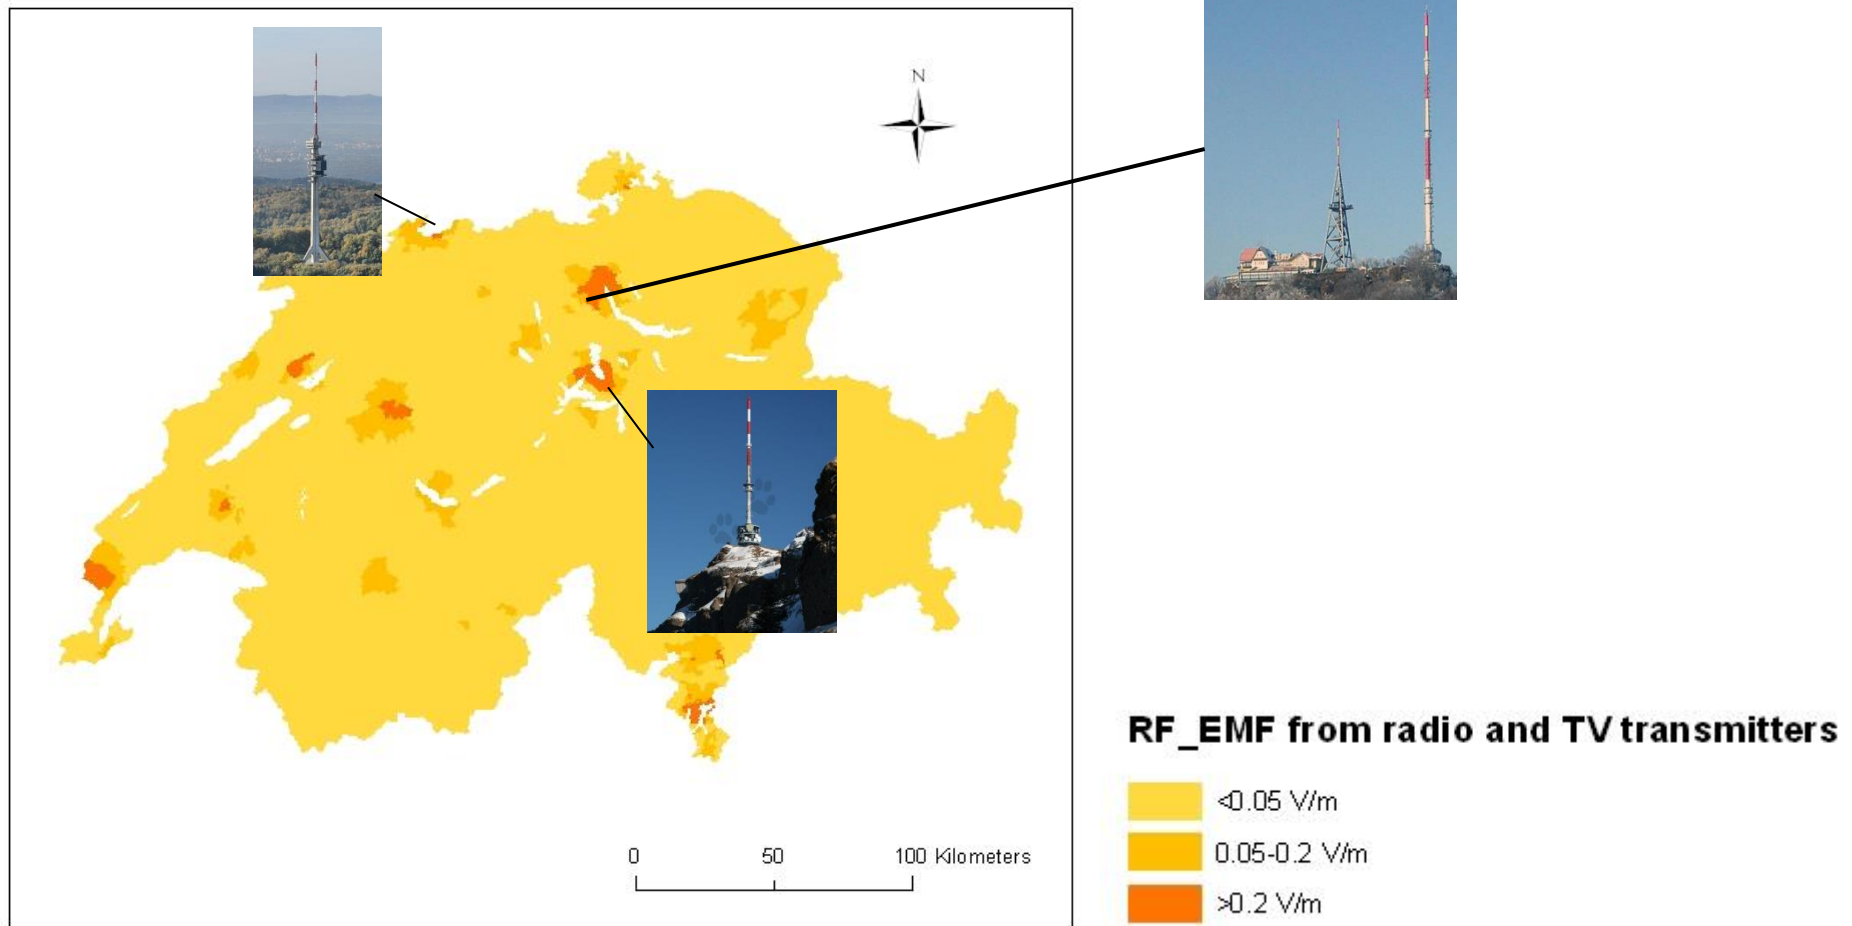 N
0 50 100 Kilometers
RF_EMF from radio and TV transmitters
<0.05 V/m
0.05-0.2 V/m
>0.2 V/m